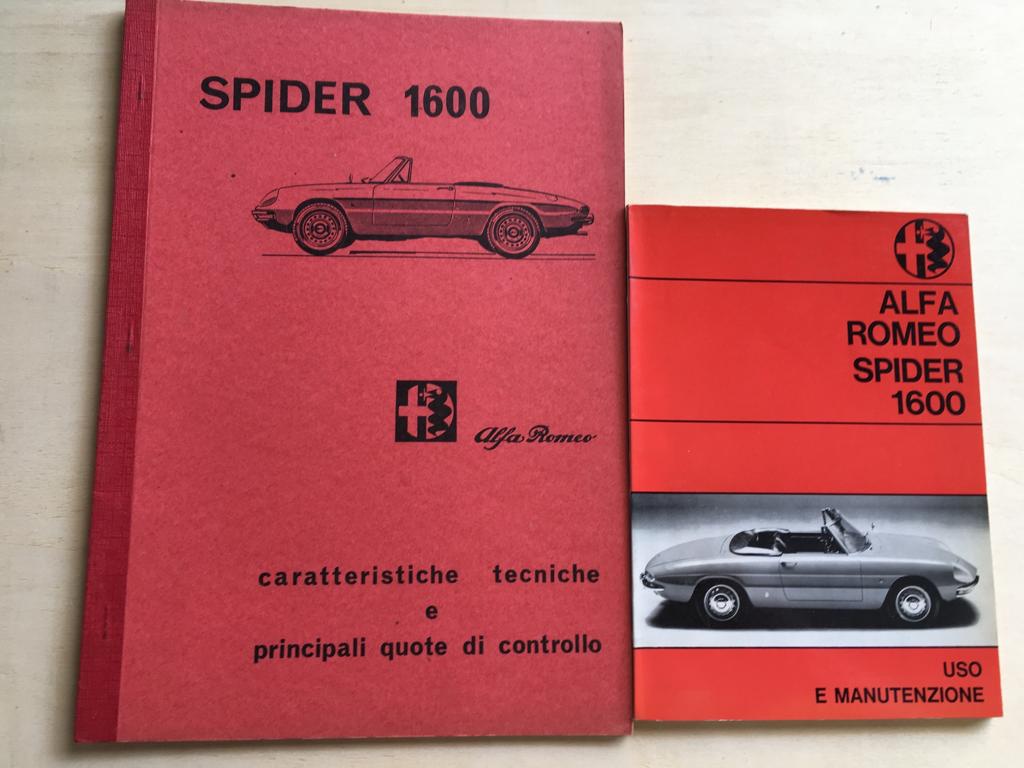 SPIDER 1600
Alfa Romeo
caratteristiche tecniche
e
principali quote di controllo
ALFA
ROMEO
SPIDER
1600
USO
E MANUTENZIONE